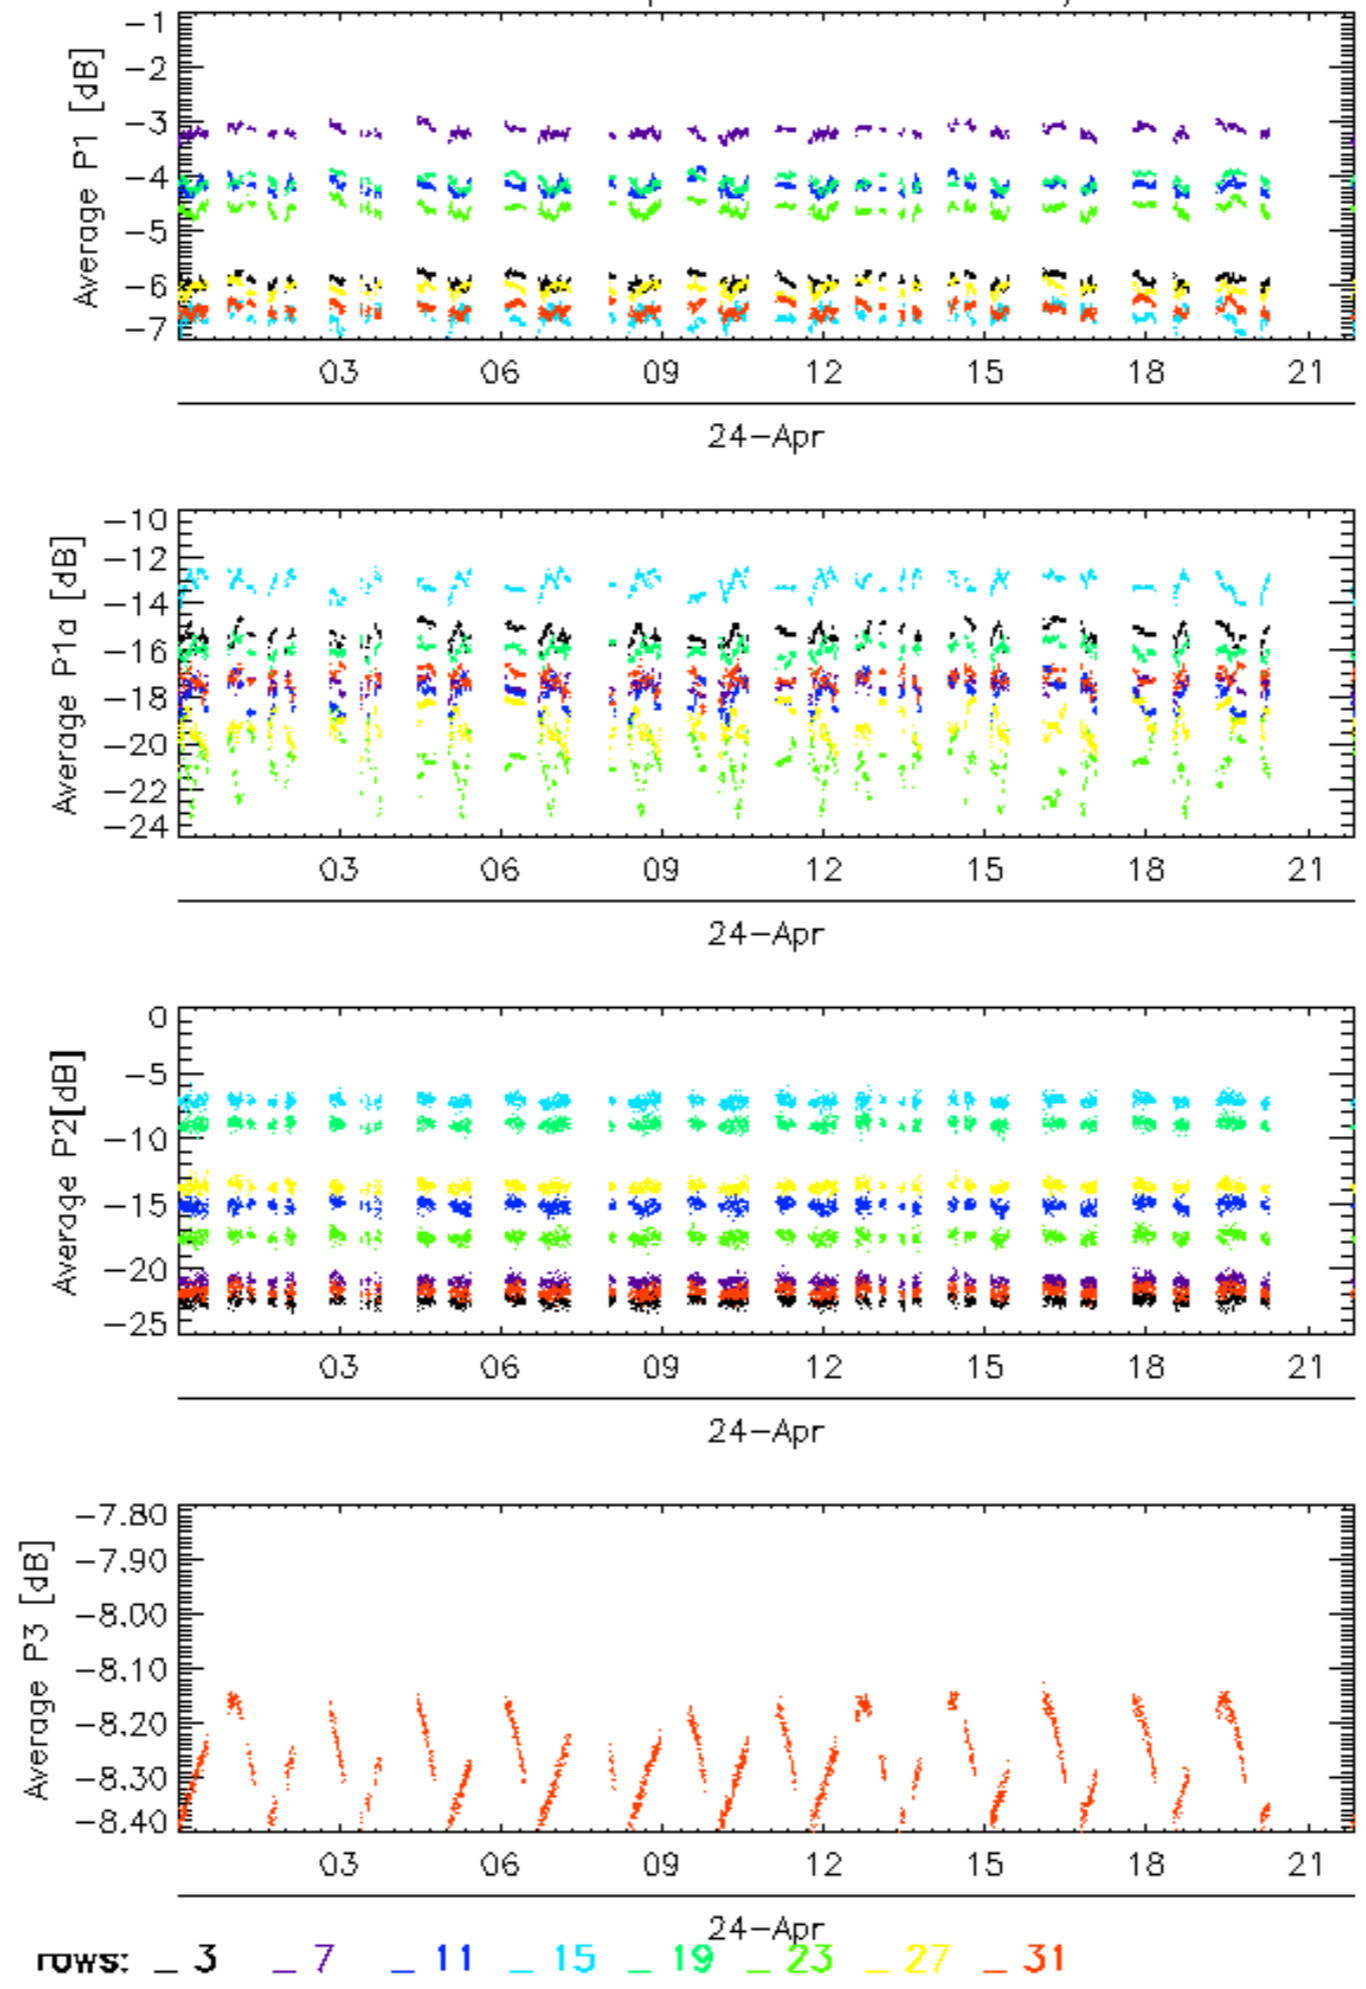 -1
-2
-3
-4
-5
-6
-7
Average P1 [dB]
03 06 09 12 15 18 21
24-Apr
-10
-12
-14
-16
-18
-20
-22
-24
Average P1a [dB]
03 06 09 12 15 18 21
24-Apr
0
-5
-10
-15
-20
-25
Average P2[dB]
03 06 09 12 15 18 21
24-Apr
-7.80
-7.90
-8.00
-8.10
-8.20
-8.30
-8.40
Average P3 [dB]
03 06 09 12 15 18 21
24-Apr
rows: _ 3 _ 7 _ 11 _ 15 _ 19 _ 23 _ 27 _ 31